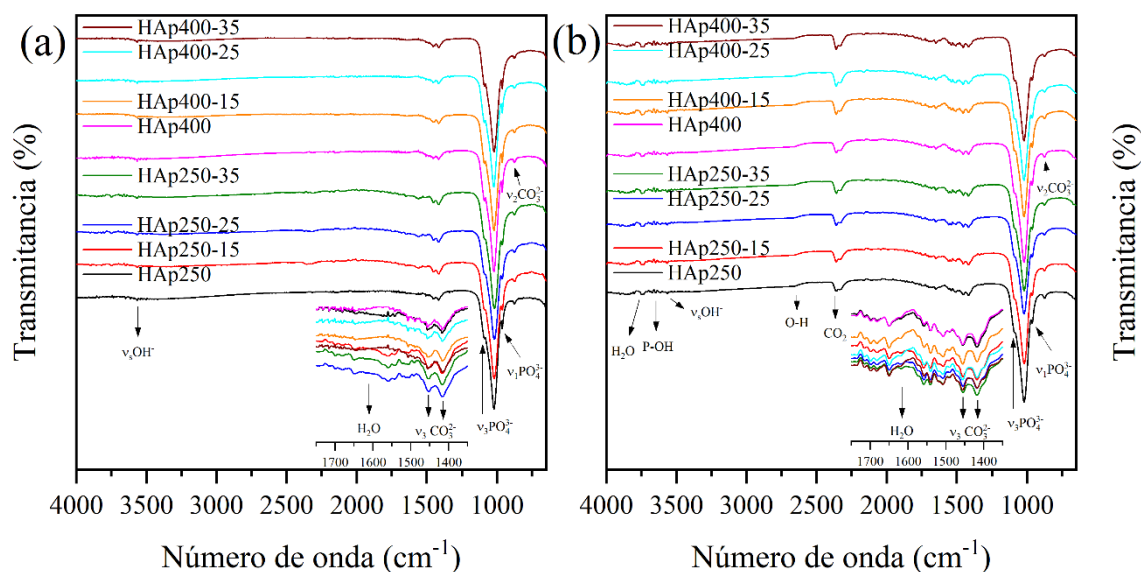 (a)
HAp400-35
HAp400-25
HAp400-15
HAp400
HAp250-35
HAp250-25
HAp250-15
HAp250
Transmitancia (%)
ν₂CO₃²⁻
νₛOH⁻
H₂O
ν₃ CO₃²⁻
ν₁PO₄³⁻
ν₃PO₄³⁻
1700 1600 1500 1400
4000 3500 3000 2500 2000 1500 1000
Número de onda (cm⁻¹)
(b)
HAp400-35
HAp400-25
HAp400-15
HAp400
HAp250-35
HAp250-25
HAp250-15
HAp250
Transmitancia (%)
ν₂CO₃²⁻
νₛOH⁻
H₂O
P-OH
O-H
CO₂
H₂O
ν₃ CO₃²⁻
ν₁PO₄³⁻
ν₃PO₄³⁻
1700 1600 1500 1400
4000 3500 3000 2500 2000 1500 1000
Número de onda (cm⁻¹)